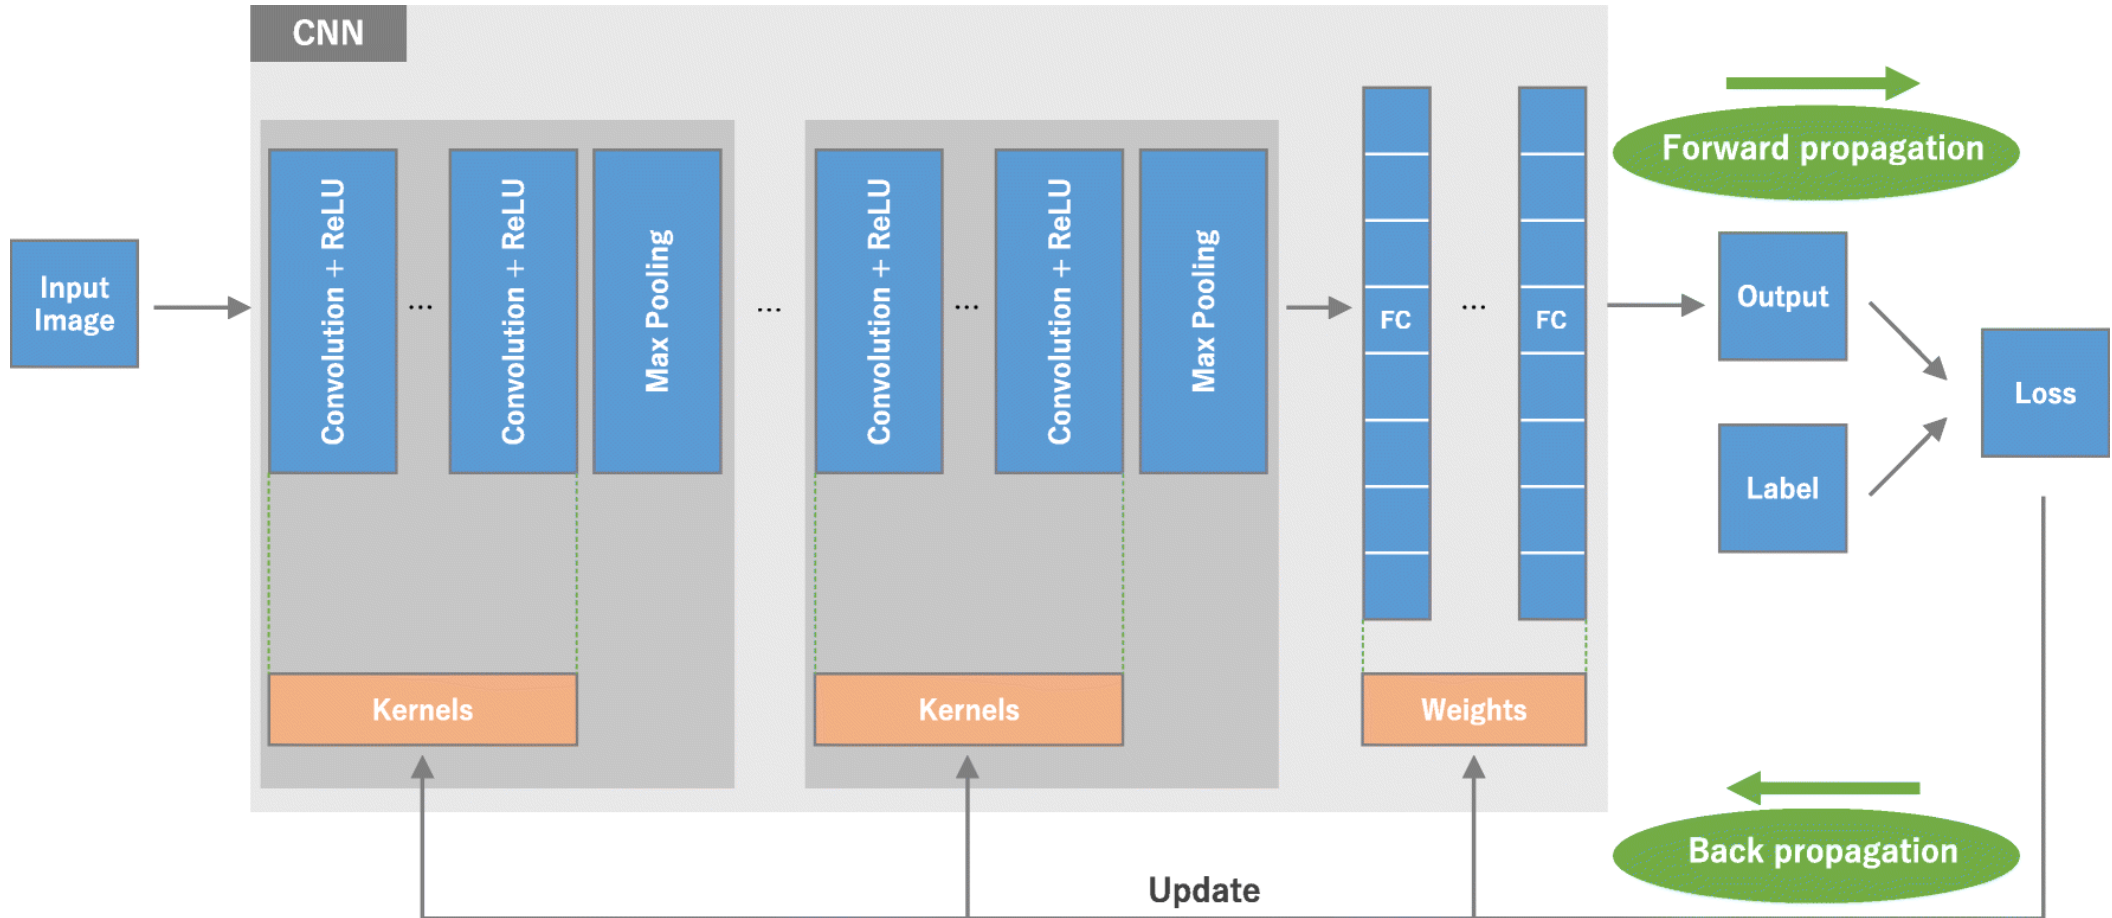 CNN
Input
Image
Convolution + ReLU
...
Convolution + ReLU
Max Pooling
...
Convolution + ReLU
...
Convolution + ReLU
Max Pooling
FC
...
FC
Forward propagation
Output
Label
Loss
Kernels
Kernels
Weights
Back propagation
Update